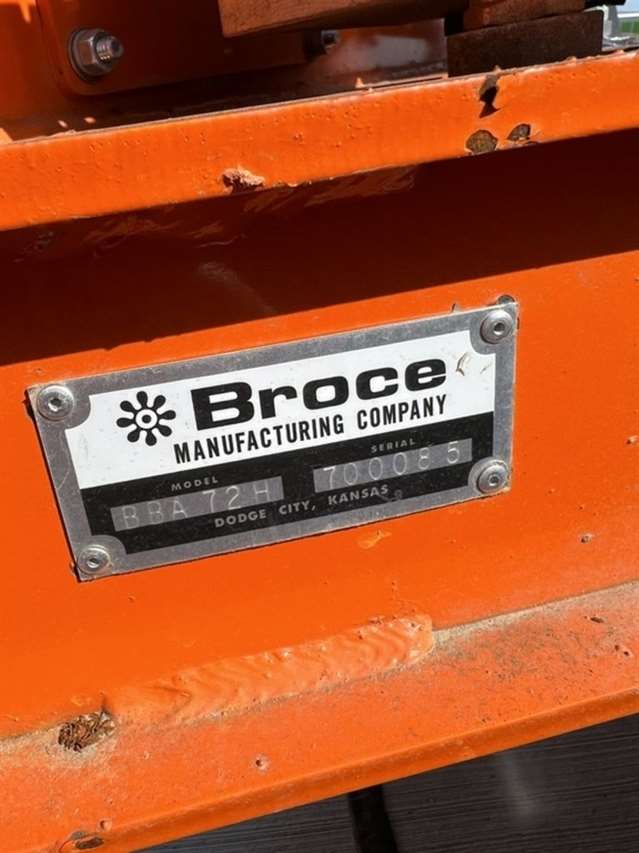 Broce
MANUFACTURING COMPANY
MODEL SERIAL
BBA 72H 700085
DODGE CITY, KANSAS